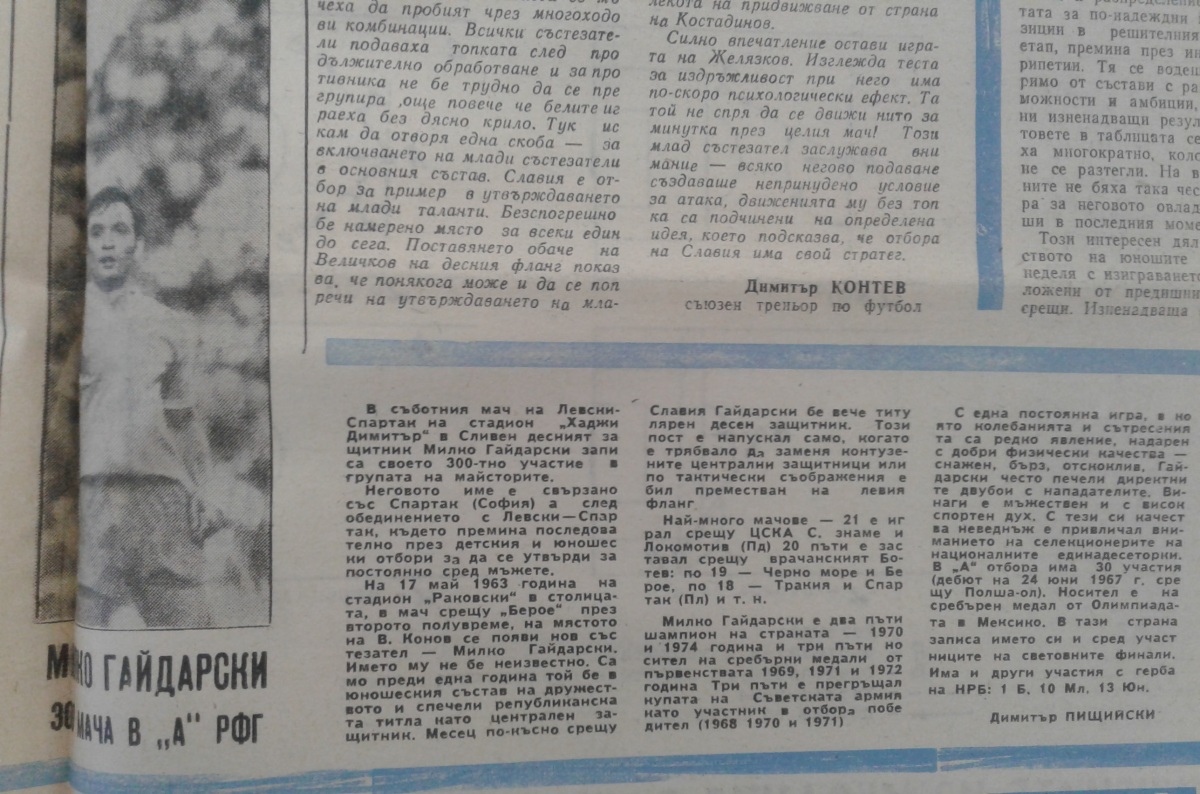 чеха да пробият чрез многоходо
ви комбинации. Всички състезате-
ли подаваха топката след про
дължително обработване и за про
тивника не бе трудно да се пре
групира ,още повече че белите иг
раеха без дясно крило. Тук ис
кам да отворя една скоба — за
включването на млади състезатели
в основния състав. Славия е от-
бор за пример в утвърждаването
на млади таланти. Безспогрешно
бе намерено място за всеки един
до сега. Поставянето обаче на
Величков на десния фланг показ
ва, че понякога може и да се поп
речи на утвърждаването на мла-
лекота на придвижване от страна
на Костадинов.
Силно впечатление остави игра-
та на Желязков. Изглежда теста
за издръжливост при него има
по-скоро психологически ефект. Та
той не спря да се движи нито за
минутка през целия мач! Този
млад състезател заслужава вни
мание — всяко негово подаване
създаваше непринудено условие
за атака, движенията му без топ
ка са подчинени на определена
идея, което подсказва, че отбора
на Славия има свой стратег.
Димитър КОНТЕВ
съюзен треньор по футбол
тата за по-надеждни
зиции в решителния
етап, премина през
рипетии. Тя се воден
римо от състави с ра
можности и амбиции,
ни изненадващи резул
товете в таблицата се
ха многократно, коло
не се разтегли. На в
ните не бяха така чес
ра за неговото овлад
ши в последния моме
Този интересен дял
ството на юношите
неделя с изиграването
ложени от предишни
срещи. Изненадваща
МИЛКО ГАЙДАРСКИ
МАЧА В „А" РФГ
В съботния мач на Левски-
Спартак на стадион „Хаджи
Димитър" в Сливен десният за
щитник Милко Гайдарски запи
са своето 300-тно участие в
групата на майсторите.
Неговото име е свързано
със Спартак (София) а след
обединението с Левски—Спар
так, където премина последова
телно през детския и юношес
ки отбори за да се утвърди за
постоянно сред мъжете.
На 17 май 1963 година на
стадион „Раковски" в столица-
та, в мач срещу „Берое" през
второто полувреме, на мястото
на В. Конов се появи нов със
тезател — Милко Гайдарски.
Името му не бе неизвестно. Са
мо преди една година той бе в
юношеския състав на дружест-
вото и спечели републиканска
та титла като централен за-
щитник. Месец по-късно срещу
Славия Гайдарски бе вече титу
лярен десен защитник. Този
пост е напускал само, когато
е трябвало да заменя контузе-
ните централни защитници или
по тактически съображения е
бил преместван на левия
фланг.
Най-много мачове — 21 е иг
рал срещу ЦСКА С. знаме и
Локомотив (Пд) 20 пъти е зас
тавал срещу врачанският Бо-
тев: по 19 — Черно море и Бе
рое, по 18 — Тракия и Спар
так (Пл) и т. н.
Милко Гайдарски е два пъти
шампион на страната — 1970
и 1974 година и три пъти но
сител на сребърни медали от
първенствата 1969, 1971 и 1972
година Три пъти е прегръщал
купата на Съветската армия
като участник в отбора побе
дител (1968 1970 и 1971)
С една постоянна игра, в но
ято колебанията и сътресения
та са редно явление, надарен
с добри физически качества —
снажен, бърз, отскоклив, Гай-
дарски често печели директни
те двубои с нападателите. Ви-
наги е мъжествен и с висок
спортен дух. С тези си качест
ва неведнъж е привличал вни-
манието на селекционерите на
националните единадесеторки.
В „А" отбора има 30 участия
(дебют на 24 юни 1967 г. сре
щу Полша-ол). Носител е на
сребърен медал от Олимпиада-
та в Мексико. В тази страна
записа името си и сред участ
ниците на световните финали.
Има и други участия с герба
на НРБ: 1 Б, 10 Мл, 13 Юн.
Димитър ПИЩИЙСКИ